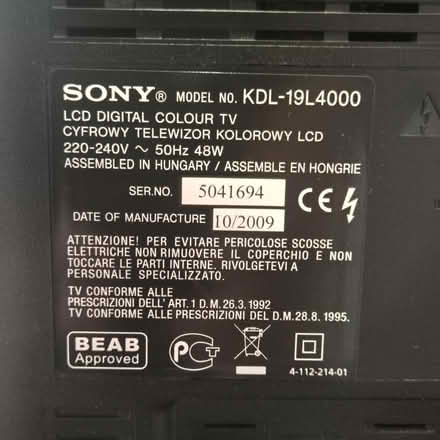 SONY® MODEL NO. KDL-19L4000
LCD DIGITAL COLOUR TV
CYFROWY TELEWIZOR KOLOROWY LCD
220-240V ~ 50Hz 48W
ASSEMBLED IN HUNGARY / ASSEMBLE EN HONGRIE
SER.NO. 5041694
DATE OF MANUFACTURE 10/2009
CE
ATTENZIONE! PER EVITARE PERICOLOSE SCOSSE
ELETTRICHE NON RIMUOVERE IL COPERCHIO E NON
TOCCARE LE PARTI INTERNE. RIVOLGETEVI A
PERSONALE SPECIALIZZATO.
TV CONFORME ALLE
PRESCRIZIONI DELL' ART.1 D.M.26.3.1992
TV CONFORME ALLE PRESCRIZIONI DEL D.M.28.8.1995.
BEAB
Approved
4-112-214-01